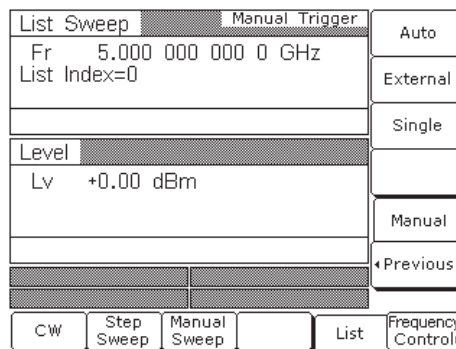 List Sweep
Manual Trigger
Fr 5.000 000 000 0 GHz
List Index=0
Level
Lv +0.00 dBm
Auto
External
Single
Manual
Previous
CW
Step
Sweep
Manual
Sweep
List
Frequency
Control